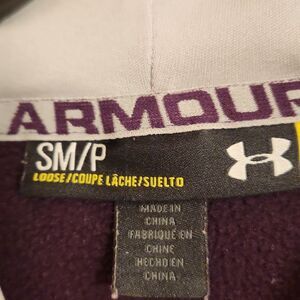 ARMOUR
SM/P
LOOSE/COUPE LÂCHE/SUELTO
MADE IN
CHINA
FABRIQUÉ EN
CHINE
HECHO EN
CHINA